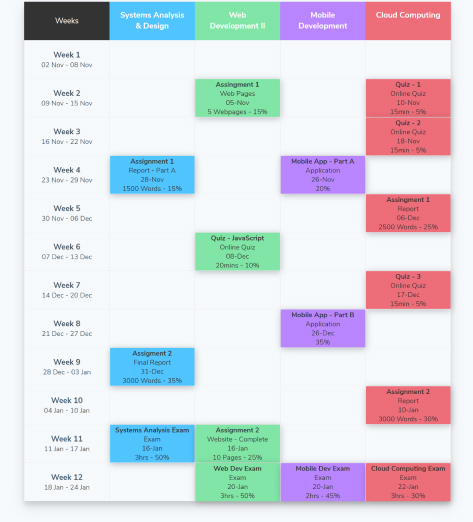 Weeks
Systems Analysis
& Design
Web
Development II
Mobile
Development
Cloud Computing
Week 1
02 Nov - 08 Nov
Week 2
09 Nov - 15 Nov
Assingment 1
Web Pages
05-Nov
5 Webpages - 15%
Quiz - 1
Online Quiz
10-Nov
15min - 5%
Week 3
16 Nov - 22 Nov
Quiz - 2
Online Quiz
18-Nov
15min - 5%
Week 4
23 Nov - 29 Nov
Assignment 1
Report - Part A
28-Nov
1500 Words - 15%
Mobile App - Part A
Application
26-Nov
20%
Week 5
30 Nov - 06 Dec
Assingment 1
Report
06-Dec
2500 Words - 25%
Week 6
07 Dec - 13 Dec
Quiz - JavaScript
Online Quiz
08-Dec
20mins - 10%
Week 7
14 Dec - 20 Dec
Quiz - 3
Online Quiz
17-Dec
15min - 5%
Week 8
21 Dec - 27 Dec
Mobile App - Part B
Application
26-Dec
35%
Week 9
28 Dec - 03 Jan
Assigment 2
Final Report
31-Dec
3000 Words - 35%
Week 10
04 Jan - 10 Jan
Assignment 2
Report
10-Jan
3000 Words - 30%
Week 11
11 Jan - 17 Jan
Systems Analysis Exam
Exam
16-Jan
3hrs - 50%
Assignment 2
Website - Complete
16-Jan
10 Pages - 25%
Week 12
18 Jan - 24 Jan
Web Dev Exam
Exam
20-Jan
3hrs - 50%
Mobile Dev Exam
Exam
20-Jan
2hrs - 45%
Cloud Computing Exam
Exam
22-Jan
3hrs - 30%